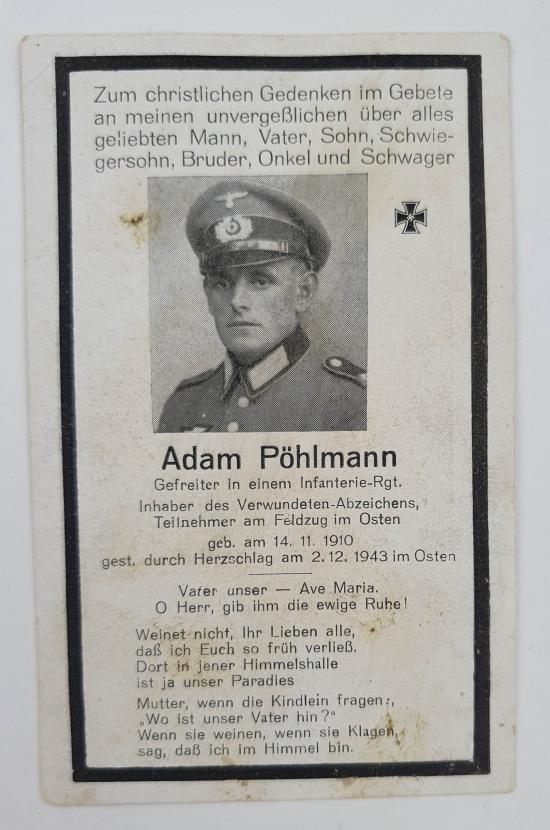 Zum christlichen Gedenken im Gebete
an meinen unvergeßlichen über alles
geliebten Mann, Vater, Sohn, Schwie-
gersohn, Bruder, Onkel und Schwager
Adam Pöhlmann
Gefreiter in einem Infanterie-Rgt.
Inhaber des Verwundeten-Abzeichens,
Teilnehmer am Feldzug im Osten
geb. am 14. 11. 1910
gest. durch Herzschlag am 2. 12. 1943 im Osten
Vater unser — Ave Maria.
O Herr, gib ihm die ewige Ruhe!
Weinet nicht, Ihr Lieben alle,
daß ich Euch so früh verließ.
Dort in jener Himmelshalle
ist ja unser Paradies
Mutter, wenn die Kindlein fragen:,
„Wo ist unser Vater hin?"
Wenn sie weinen, wenn sie Klagen,
sag, daß ich im Himmel bin.